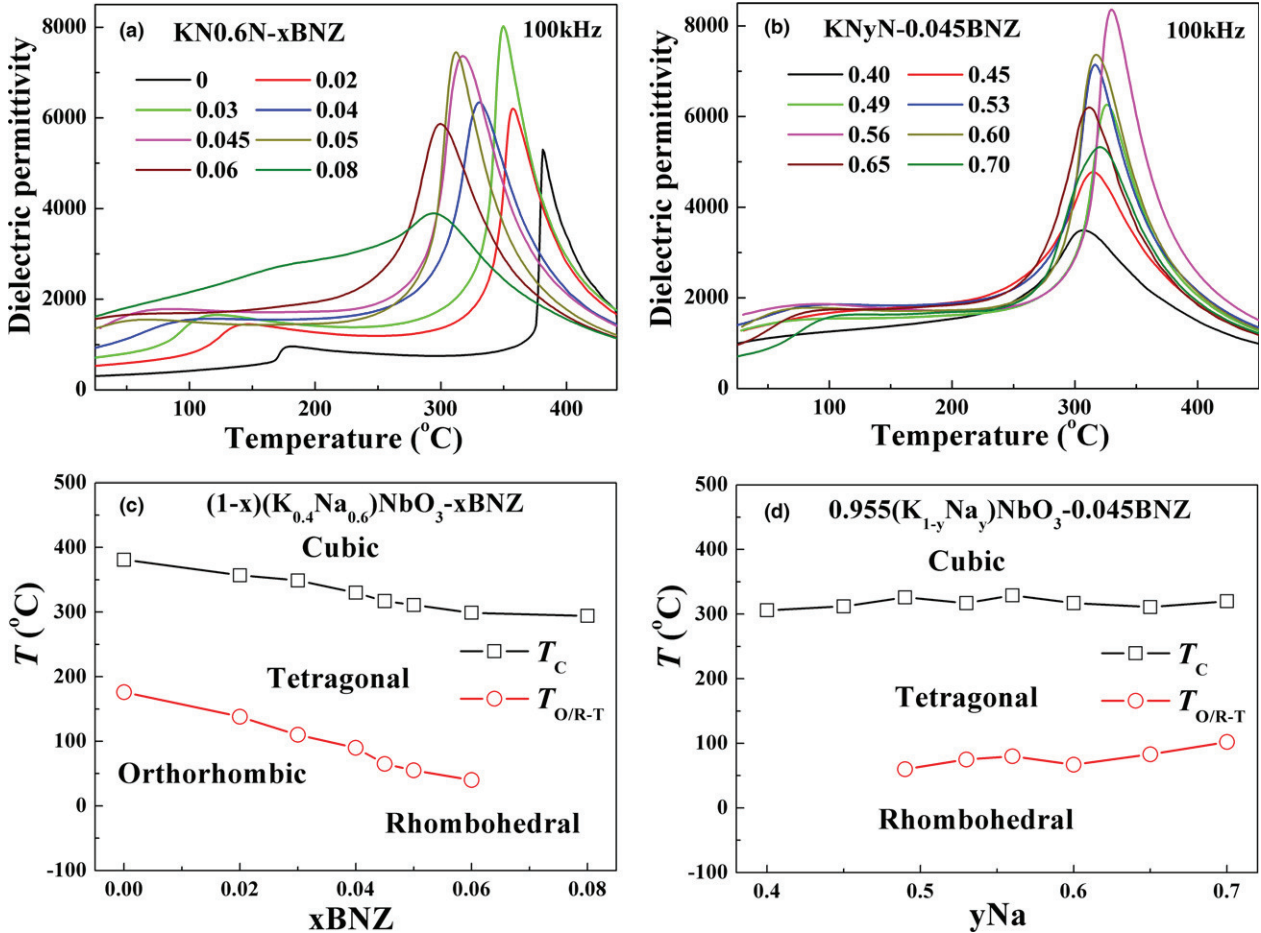 (a) KN0.6N-xBNZ 100kHz
0 0.02
0.03 0.04
0.045 0.05
0.06 0.08
Dielectric permittivity
8000
6000
4000
2000
0
100 200 300 400
Temperature (°C)
(b) KNyN-0.045BNZ 100kHz
0.40 0.45
0.49 0.53
0.56 0.60
0.65 0.70
Dielectric permittivity
8000
6000
4000
2000
0
100 200 300 400
Temperature (°C)
(c) (1-x)(K0.4Na0.6)NbO3-xBNZ
Cubic
TC
Tetragonal
TO/R-T
Orthorhombic
Rhombohedral
T (°C)
500
400
300
200
100
0
-100
0.00 0.02 0.04 0.06 0.08
xBNZ
(d) 0.955(K1-yNay)NbO3-0.045BNZ
Cubic
TC
Tetragonal
TO/R-T
Rhombohedral
T (°C)
500
400
300
200
100
0
-100
0.4 0.5 0.6 0.7
yNa